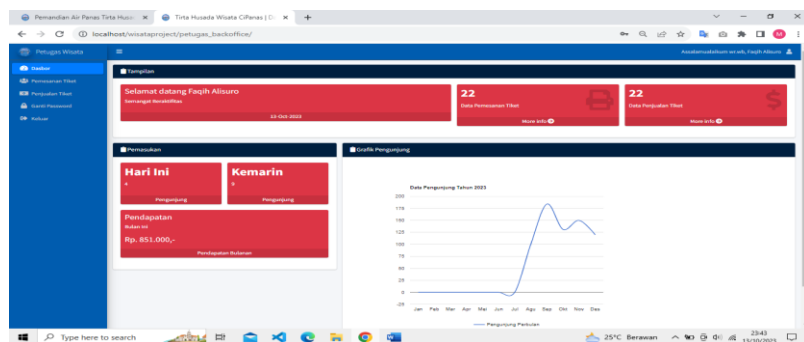 Pemandian Air Panas Tirta Husa
Tirta Husada Wisata CiPanas | D
localhost/wisataproject/petugas_backoffice/
Petugas Wisata
Assalamualaikum wr.wb, Faqih Alisuro
Dasbor
Pemesanan Tiket
Penjualan Tiket
Ganti Password
Keluar
Tampilan
Selamat datang Faqih Alisuro
Semangat Beraktifitas
22
Data Pemesanan Tiket
More info
22
Data Penjualan Tiket
More info
Pemasukan
Hari Ini
4
Pengunjung
Kemarin
9
Pengunjung
Pendapatan
Bulan Ini
Rp. 851.000,-
Pendapatan Bulanan
Grafik Pengunjung
Data Pengunjung Tahun 2023
200
175
150
125
100
75
50
25
0
-25
Jan Feb Mar Apr Mei Jun Jul Agu Sep Okt Nov Des
Pengunjung Perbulan
Type here to search
25°C Berawan
23:43
13/10/2023